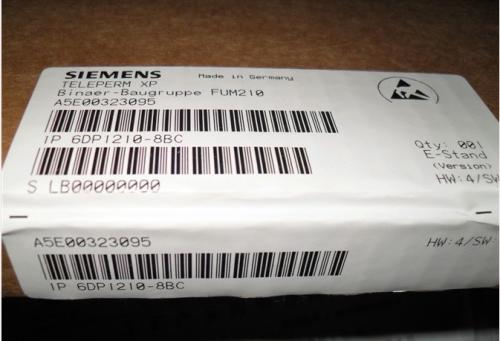 SIEMENS Made in Germany
TELEPERM XP
Binaer-Baugruppe FUM210
A5E00323095
1P 6DP1210-8BC
Qty: 001
E-Stand
(Version)
HW: 4/SW
S LB00000000
A5E00323095
HW: 4/SW
1P 6DP1210-8BC